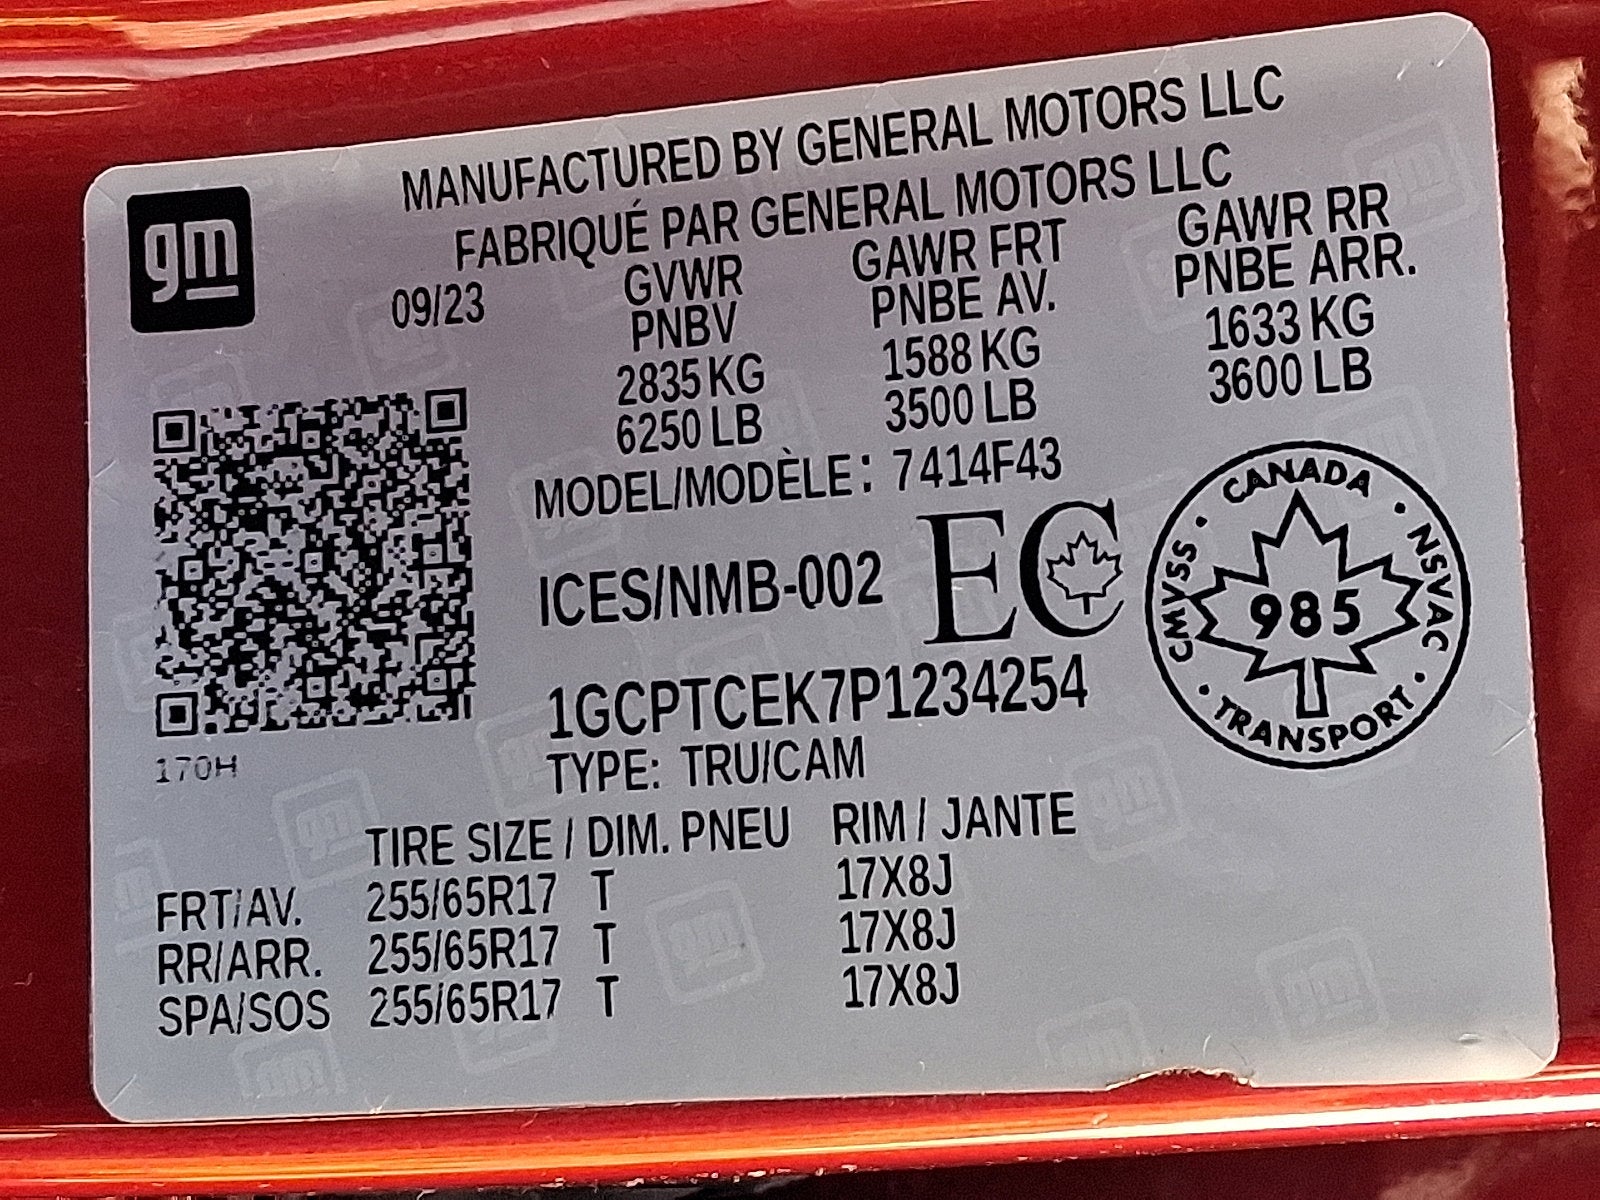 MANUFACTURED BY GENERAL MOTORS LLC
FABRIQUÉ PAR GENERAL MOTORS LLC
gm
09/23
GVWR
PNBV
2835 KG
6250 LB
GAWR FRT
PNBE AV.
1588 KG
3500 LB
GAWR RR
PNBE ARR.
1633 KG
3600 LB
MODEL/MODÈLE: 7414F43
ICES/NMB-002
EC
CANADA
CMVSS • NSVAC
985
TRANSPORT
1GCPTCEK7P1234254
170H
TYPE: TRU/CAM
TIRE SIZE / DIM. PNEU RIM / JANTE
FRT/AV. 255/65R17 T 17X8J
RR/ARR. 255/65R17 T 17X8J
SPA/SOS 255/65R17 T 17X8J